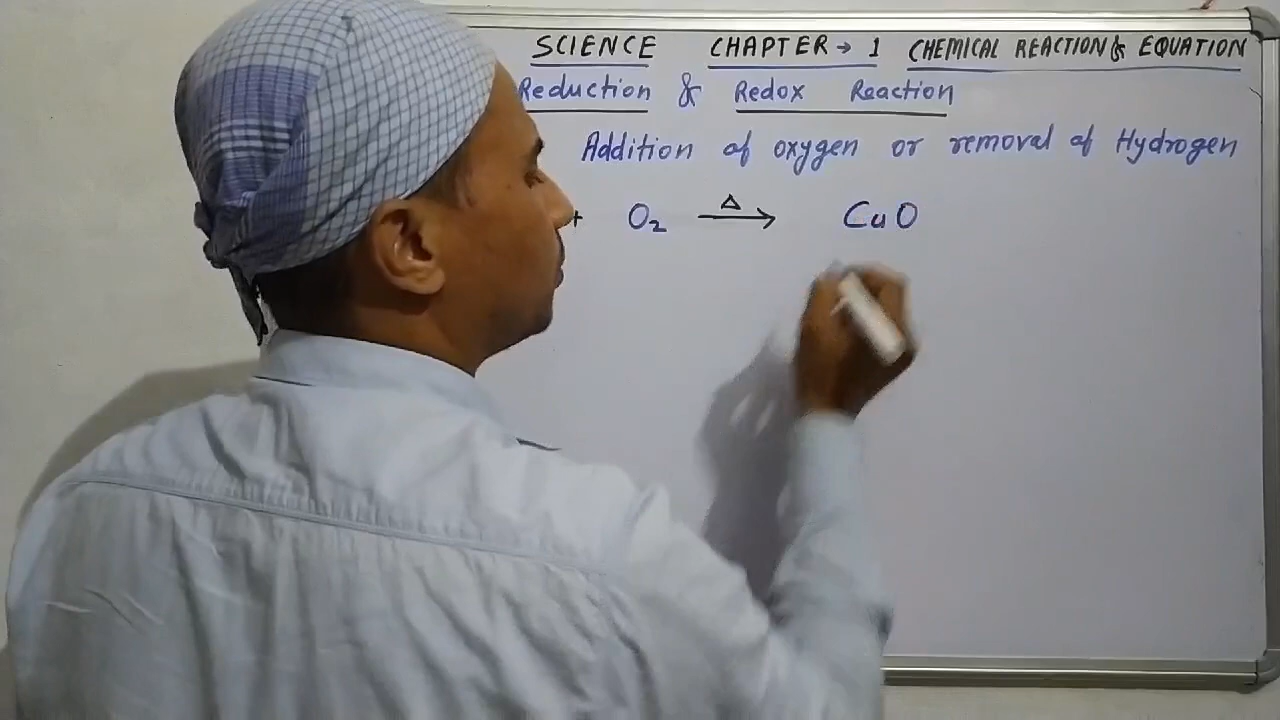 SCIENCE CHAPTER → 1 CHEMICAL REACTION & EQUATION
Reduction & Redox Reaction
Addition of oxygen or removal of Hydrogen
+ O₂ —Δ→ CuO